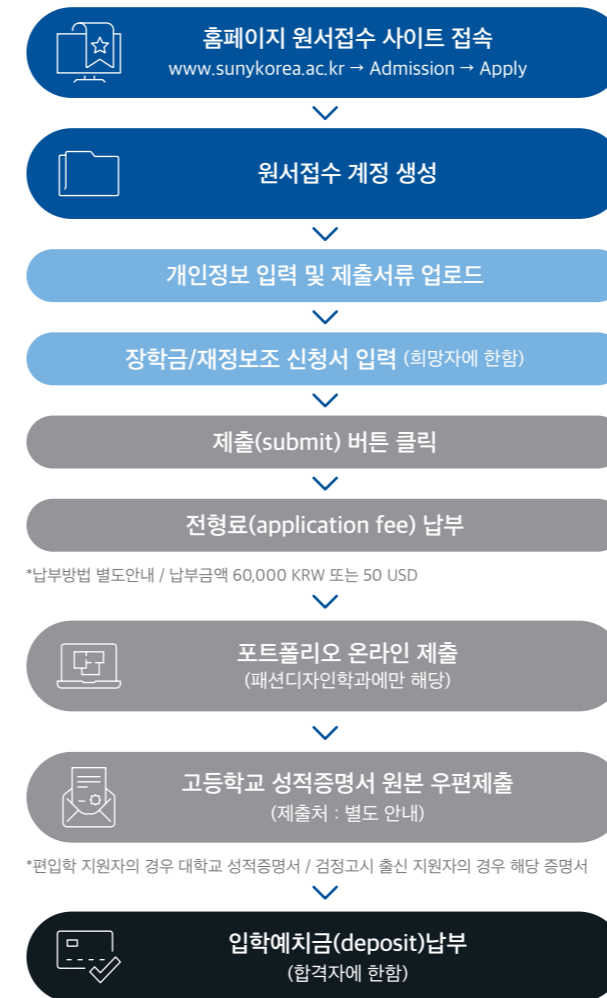 홈페이지 원서접수 사이트 접속
www.sunykorea.ac.kr → Admission → Apply
원서접수 계정 생성
개인정보 입력 및 제출서류 업로드
장학금/재정보조 신청서 입력 (희망자에 한함)
제출(submit) 버튼 클릭
전형료(application fee) 납부
*납부방법 별도안내 / 납부금액 60,000 KRW 또는 50 USD
포트폴리오 온라인 제출
(패션디자인학과에만 해당)
고등학교 성적증명서 원본 우편제출
(제출처 : 별도 안내)
*편입학 지원자의 경우 대학교 성적증명서 / 검정고시 출신 지원자의 경우 해당 증명서
입학예치금(deposit)납부
(합격자에 한함)